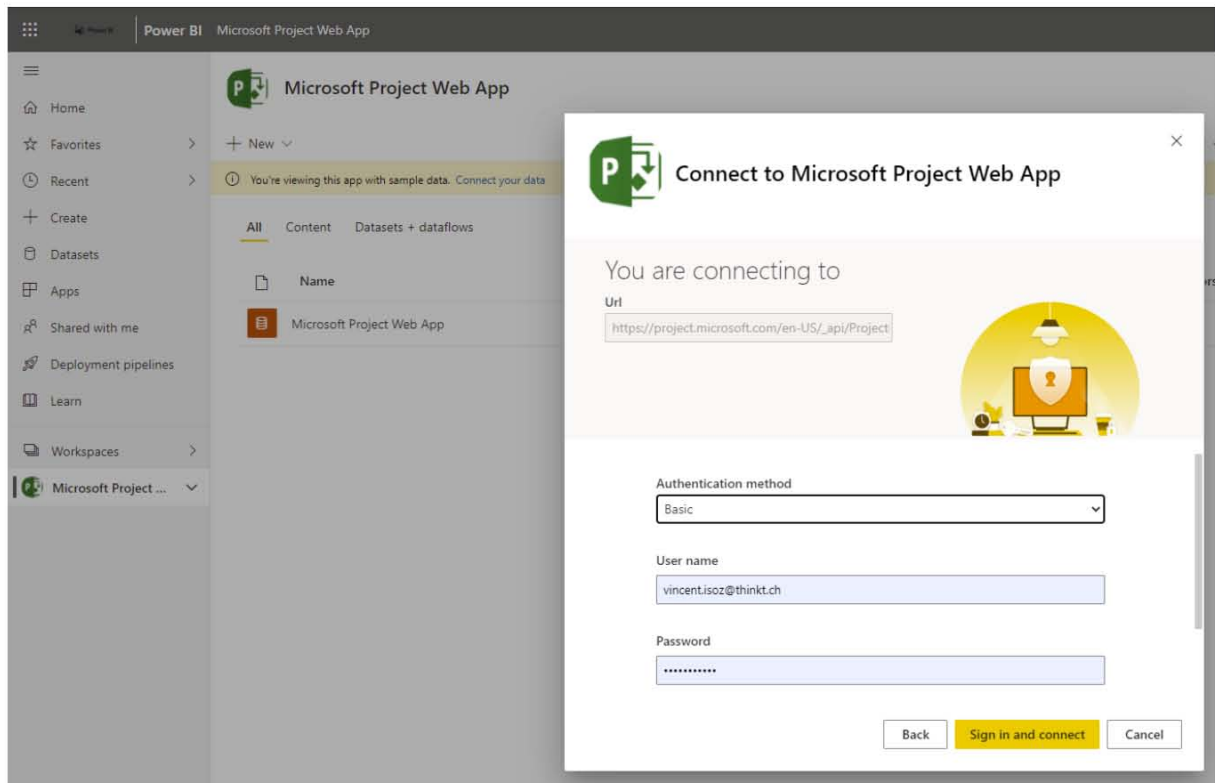 Power BI Microsoft Project Web App
Home
Favorites
Recent
Create
Datasets
Apps
Shared with me
Deployment pipelines
Learn
Workspaces
Microsoft Project ...
Microsoft Project Web App
New
You're viewing this app with sample data. Connect your data
All Content Datasets + dataflows
Name
Microsoft Project Web App
Connect to Microsoft Project Web App
You are connecting to
Url
https://project.microsoft.com/en-US/_api/Project
Authentication method
Basic
User name
vincent.isoz@thinkt.ch
Password
•••••••••••
Back Sign in and connect Cancel